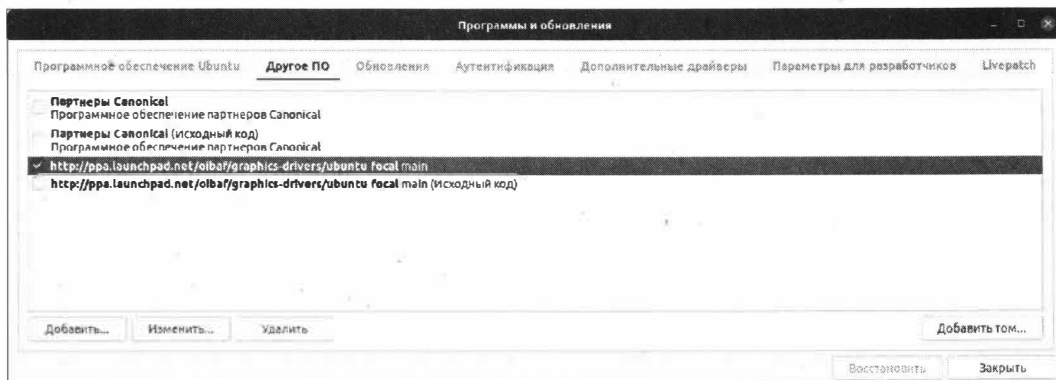 Программы и обновления
Программное обеспечение Ubuntu Другое ПО Обновления Аутентификация Дополнительные драйверы Параметры для разработчиков Livepatch
Партнеры Canonical
Программное обеспечение партнеров Canonical
Партнеры Canonical (Исходный код)
Программное обеспечение партнеров Canonical
http://ppa.launchpad.net/oibaf/graphics-drivers/ubuntu focal main
http://ppa.launchpad.net/oibaf/graphics-drivers/ubuntu focal main (Исходный код)
Добавить... Изменить... Удалить Добавить том...
Восстановить Закрыть